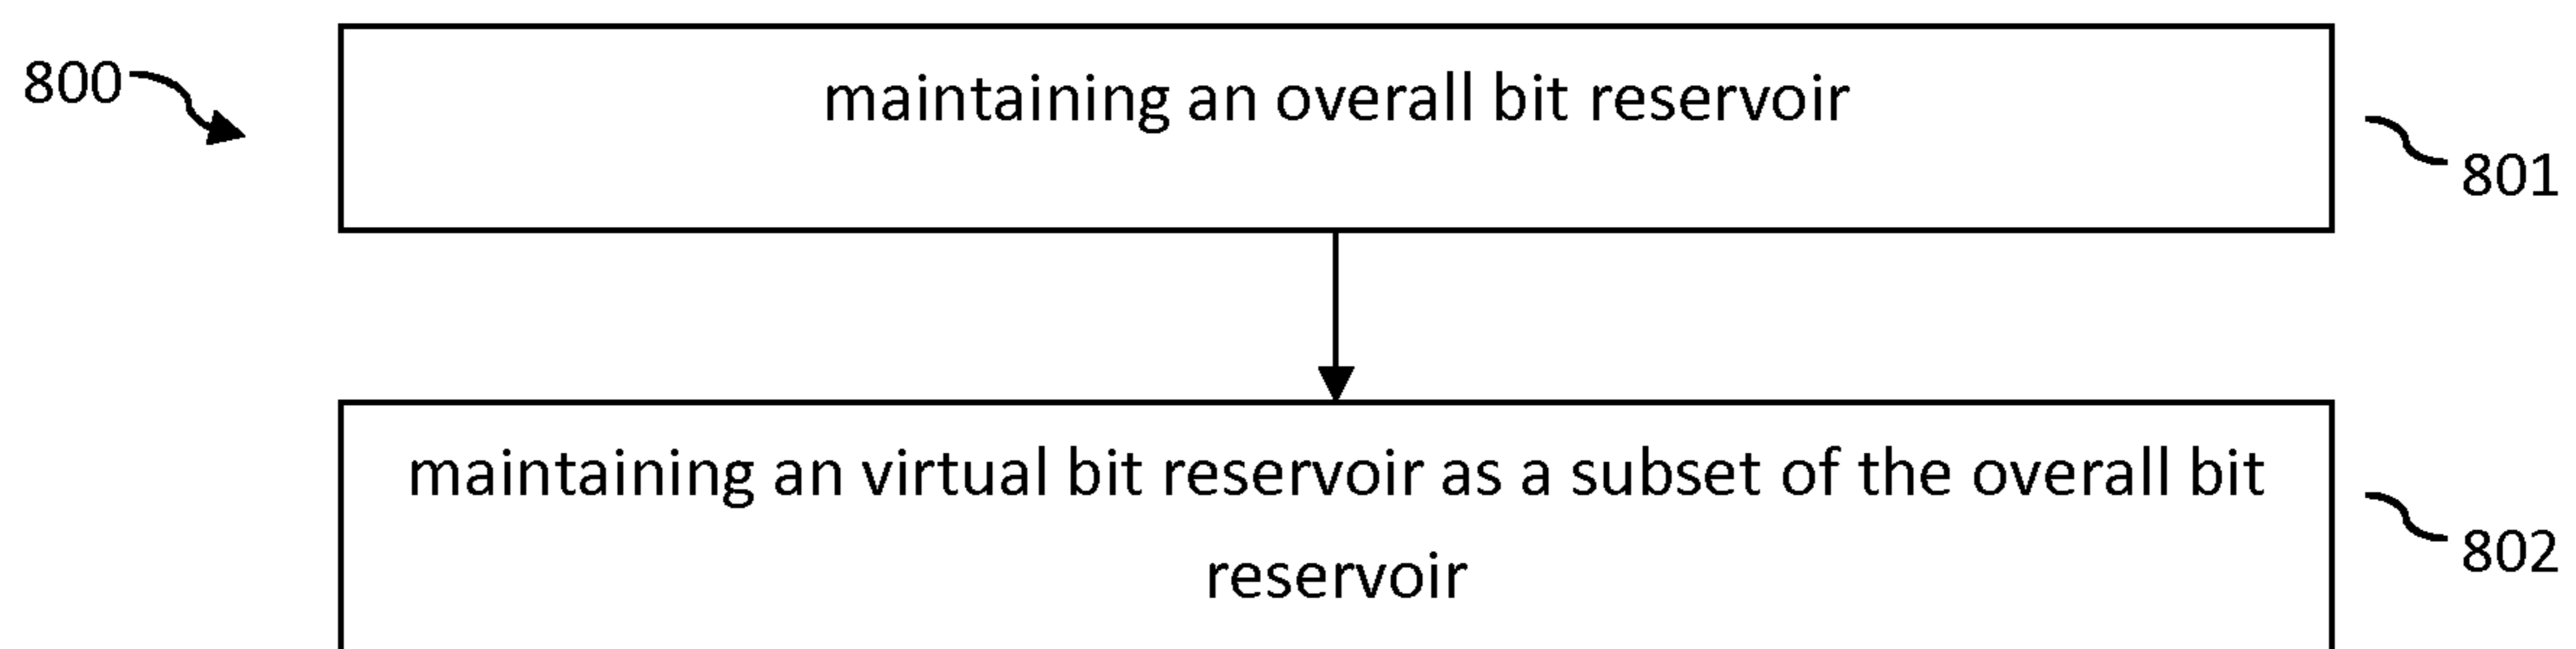 800
maintaining an overall bit reservoir
801
maintaining an virtual bit reservoir as a subset of the overall bit
reservoir
802